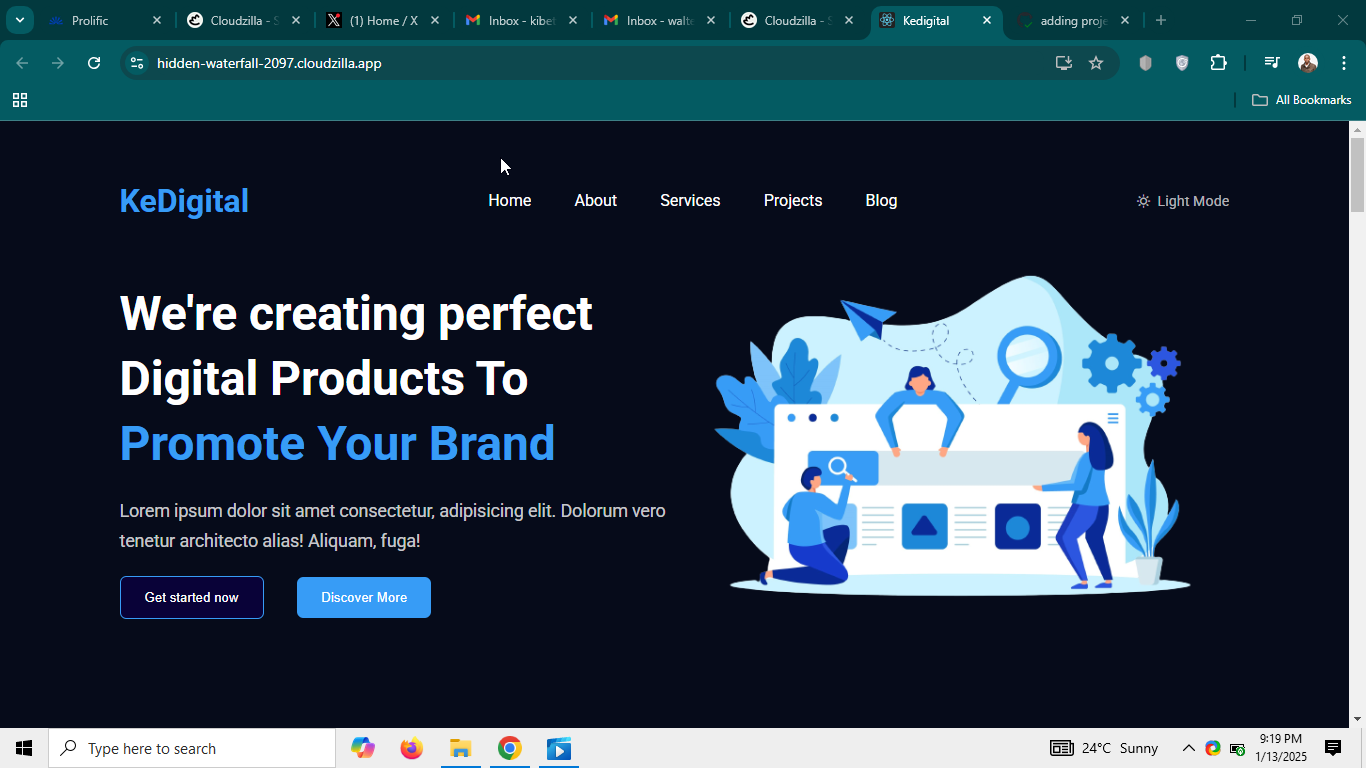 Prolific
Cloudzilla - S
(1) Home / X
Inbox - kibet
Inbox - walte
Cloudzilla - S
Kedigital
adding proje
hidden-waterfall-2097.cloudzilla.app
All Bookmarks
KeDigital
Home
About
Services
Projects
Blog
Light Mode
We're creating perfect
Digital Products To
Promote Your Brand
Lorem ipsum dolor sit amet consectetur, adipisicing elit. Dolorum vero
tenetur architecto alias! Aliquam, fuga!
Get started now
Discover More
Type here to search
24°C Sunny
9:19 PM
1/13/2025